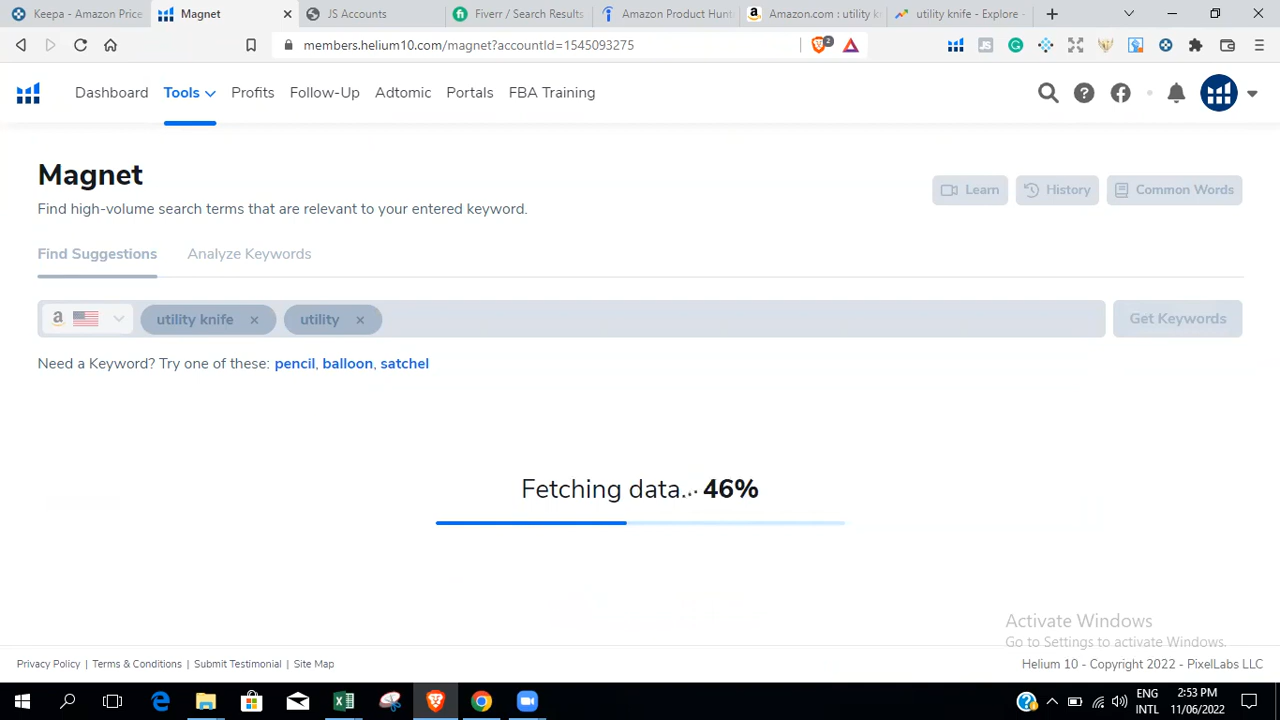 Keepa - Amazon Price
Magnet
JS Accounts
Fiverr / Search Results
Amazon Product Hunt
Amazon.com : utility k
utility knife - Explore -
members.helium10.com/magnet?accountId=1545093275
2
Dashboard Tools Profits Follow-Up Adtomic Portals FBA Training
Magnet
Learn History Common Words
Find high-volume search terms that are relevant to your entered keyword.
Find Suggestions Analyze Keywords
utility knife × utility × Get Keywords
Need a Keyword? Try one of these: pencil, balloon, satchel
Fetching data... 46%
Activate Windows
Go to Settings to activate Windows.
Privacy Policy | Terms & Conditions | Submit Testimonial | Site Map
Helium 10 - Copyright 2022 - PixelLabs LLC
ENG
INTL
2:53 PM
11/06/2022